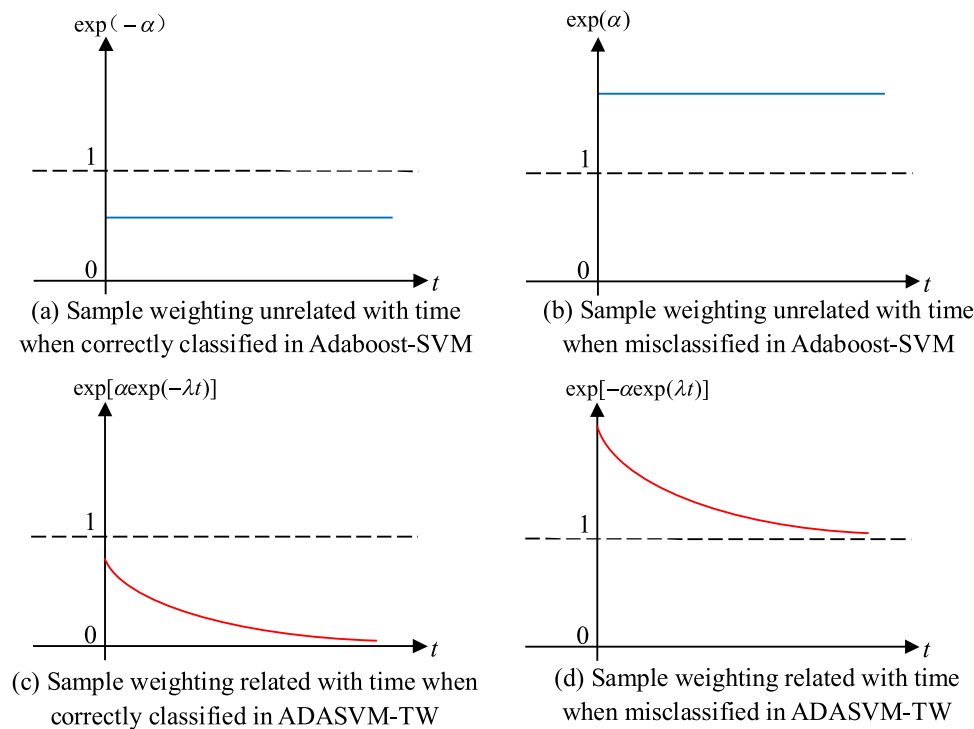 exp(－α)
1
0
t
(a) Sample weighting unrelated with time
when correctly classified in Adaboost-SVM
exp(α)
1
0
t
(b) Sample weighting unrelated with time
when misclassified in Adaboost-SVM
exp[αexp(−λt)]
1
0
t
(c) Sample weighting related with time when
correctly classified in ADASVM-TW
exp[-αexp(λt)]
1
0
t
(d) Sample weighting related with time
when misclassified in ADASVM-TW